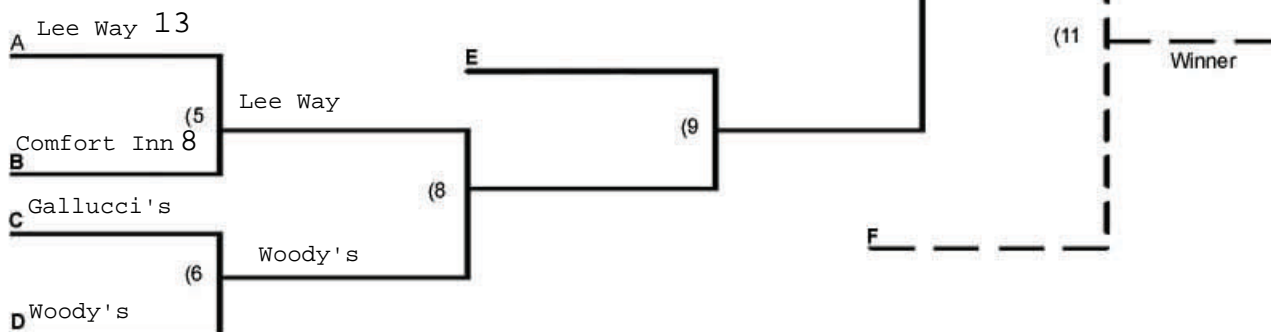 Lee Way 13
A
(11
E
Winner
Lee Way
(5
(9
Comfort Inn 8
B
(8
Gallucci's
C
F
Woody's
(6
Woody's
D